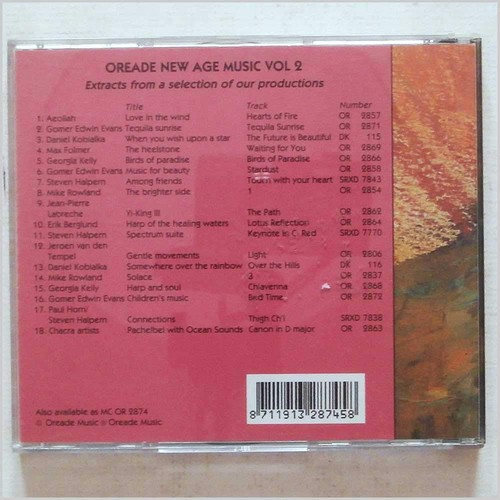 OREADE NEW AGE MUSIC VOL 2
Extracts from a selection of our productions
Title Track Number
1. Aeoliah Love in the wind Hearts of Fire OR 2857
2. Gomer Edwin Evans Tequila sunrise Tequila Sunrise OR 2871
3. Daniel Kobialka When you wish upon a star The Future is Beautiful DK 115
4. Max Fulmer The heelstone Waiting for You OR 2869
5. Georgia Kelly Birds of paradise Birds of Paradise OR 2866
6. Gomer Edwin Evans Music for beauty Stardust OR 2858
7. Steven Halpern Among friends Touch with your heart SRXD 7843
8. Mike Rowland The brighter side 1 OR 2854
9. Jean-Pierre
Labreche Yi-King III The Path OR 2862
10. Erik Berglund Harp of the healing waters Lotus Reflection OR 2864
11. Steven Halpern Spectrum suite Keynote in C: Red SRXD 7770
12. Jeroen van den
Tempel Gentle movements Light OR 2806
13. Daniel Kobialka Somewhere over the rainbow Over the Hills DK 116
14. Mike Rowland Solace 3 OR 2837
15. Georgia Kelly Harp and soul Chiavenna OR 2868
16. Gomer Edwin Evans Children's music Bird Time OR 2872
17. Paul Horn/
Steven Halpern Connections Thigh Ch'i SRXD 7838
18. Chacra artists Pachelbel with Ocean Sounds Canon in D major OR 2863
Also available as MC OR 2874
© Oreade Music ℗ Oreade Music
8 711913 287458